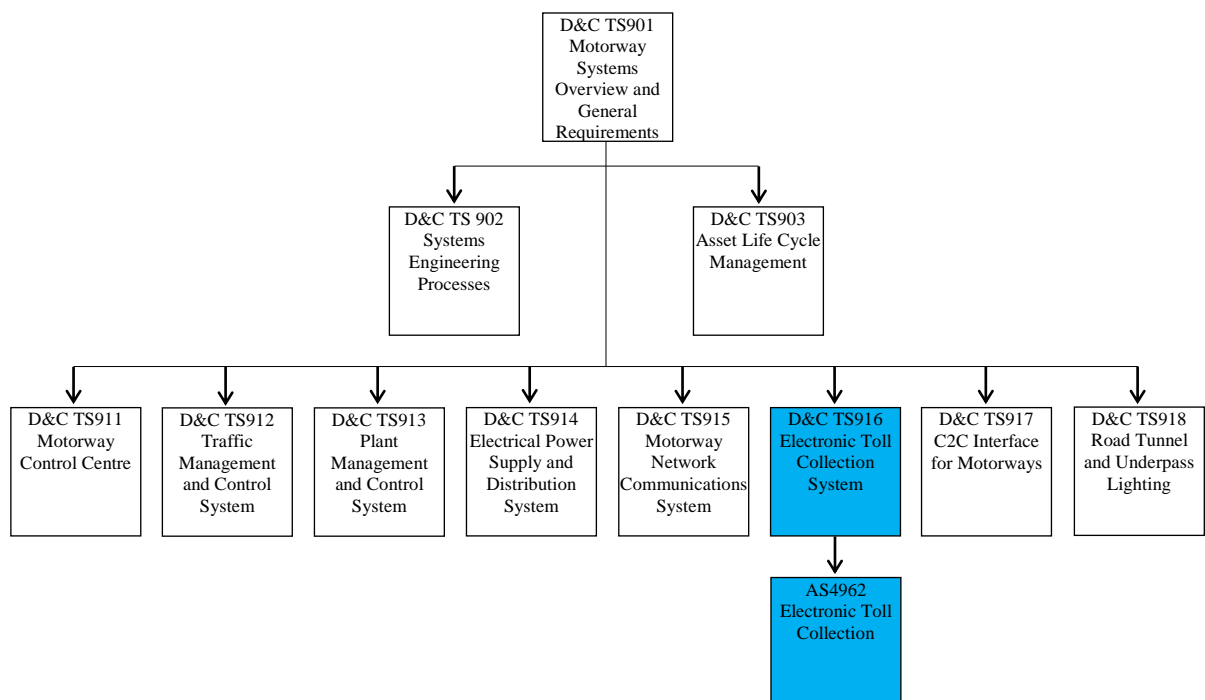 D&C TS901
Motorway
Systems
Overview and
General
Requirements
D&C TS 902
Systems
Engineering
Processes
D&C TS903
Asset Life Cycle
Management
D&C TS911
Motorway
Control Centre
D&C TS912
Traffic
Management
and Control
System
D&C TS913
Plant
Management
and Control
System
D&C TS914
Electrical Power
Supply and
Distribution
System
D&C TS915
Motorway
Network
Communications
System
D&C TS916
Electronic Toll
Collection
System
D&C TS917
C2C Interface
for Motorways
D&C TS918
Road Tunnel
and Underpass
Lighting
AS4962
Electronic Toll
Collection